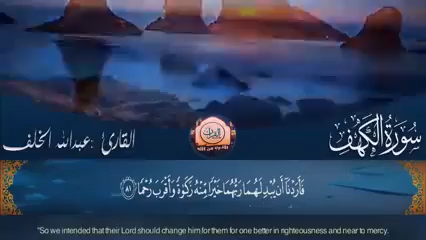 سُورَةُ الْكَهْفِ
القارئ : عبدالله الخلف
فَأَرَدْنَا أَن يُبْدِلَهُمَا رَبُّهُمَا خَيْرًا مِّنْهُ زَكَوٰةً وَأَقْرَبَ رُحْمًا ٨١
"So we intended that their Lord should change him for them for one better in righteousness and near to mercy.